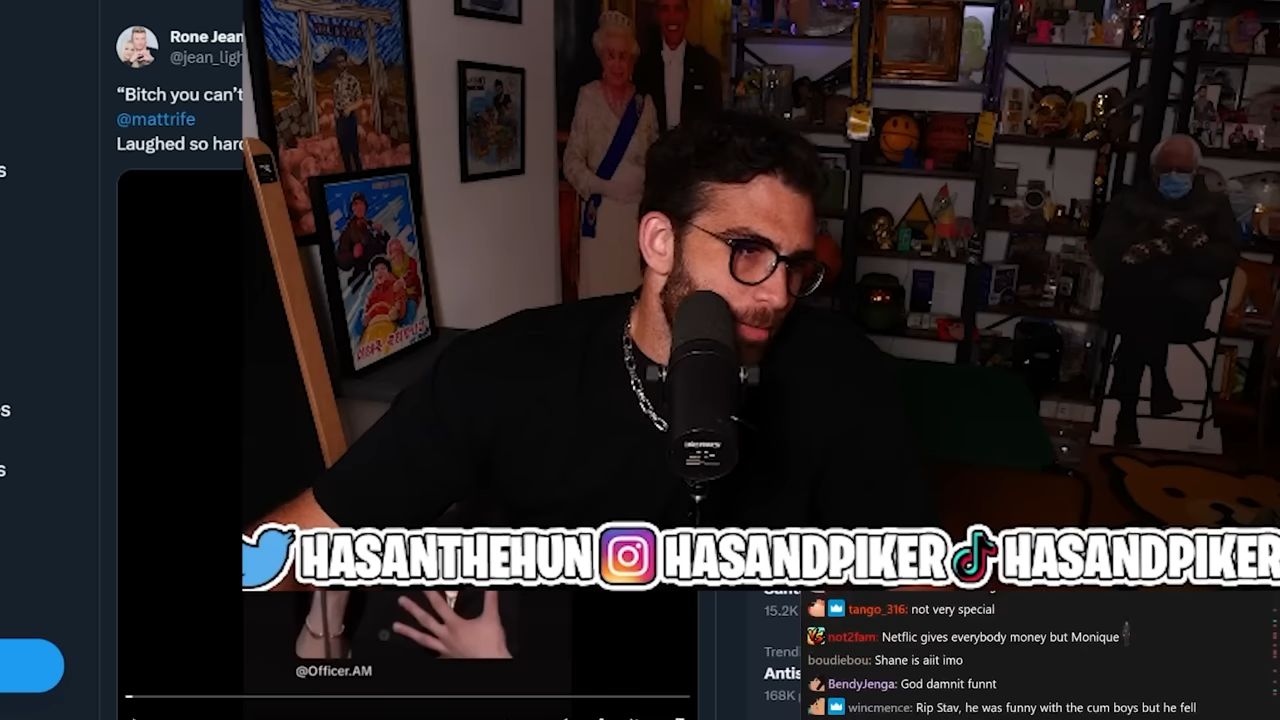 Rone Jean
@jean_ligh
“Bitch you can't
@mattrife
Laughed so hard
s
es
s
HASANTHEHUN HASANDPIKER HASANDPIKER
@Officer.AM
15.2K
Trendi
Antis
168K
tango_316: not very special
not2fam: Netflic gives everybody money but Monique
boudiebou: Shane is aiit imo
BendyJenga: God damnit funnt
wincmence: Rip Stav, he was funny with the cum boys but he fell